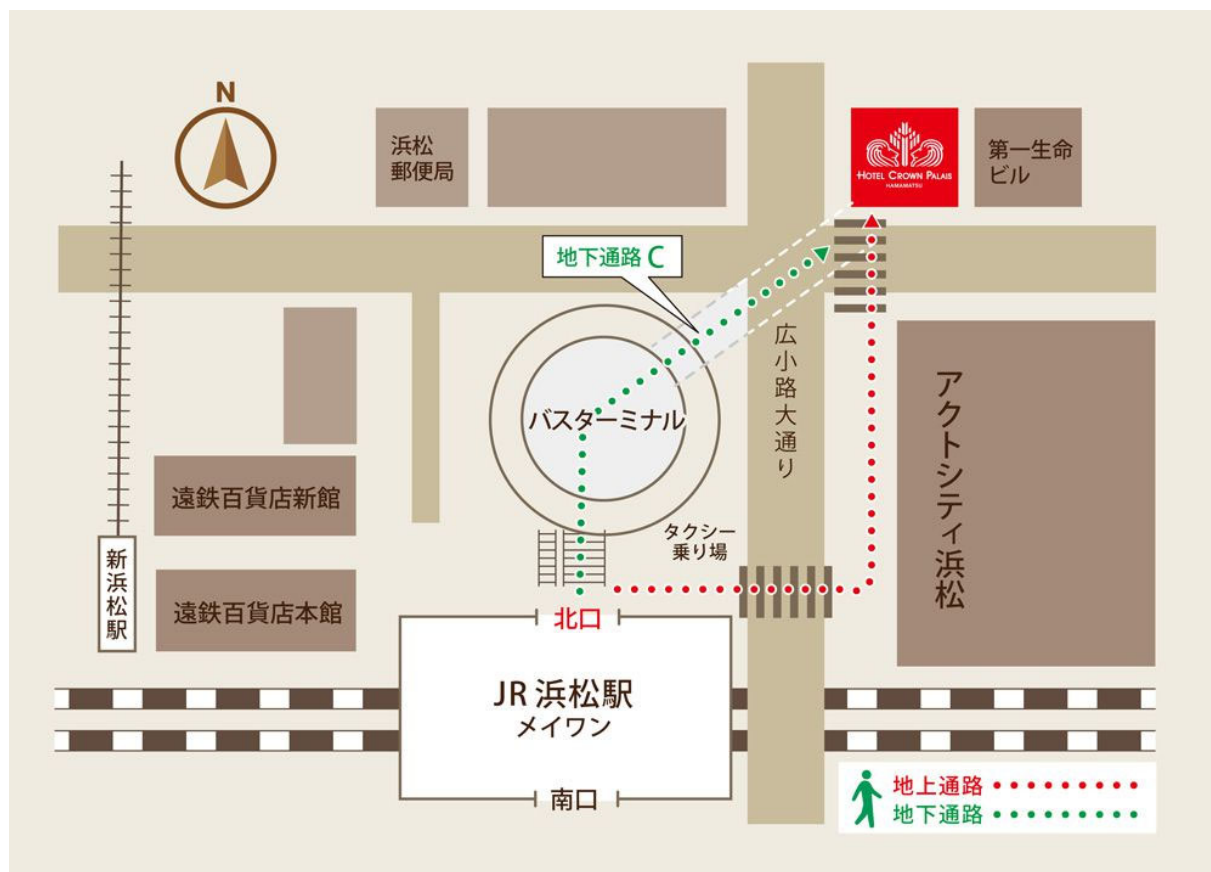 N
浜松
郵便局
HOTEL CROWN PALAIS
HAMAMATSU
第一生命
ビル
地下通路 C
広小路大通り
バスターミナル
アクトシティ浜松
遠鉄百貨店新館
タクシー
乗り場
新浜松駅
遠鉄百貨店本館
北口
JR 浜松駅
メイワン
南口
地上通路
地下通路